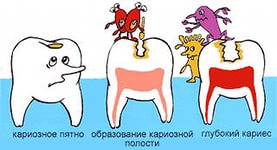 кариозное пятно
образование кариозной
полости
глубокий кариес